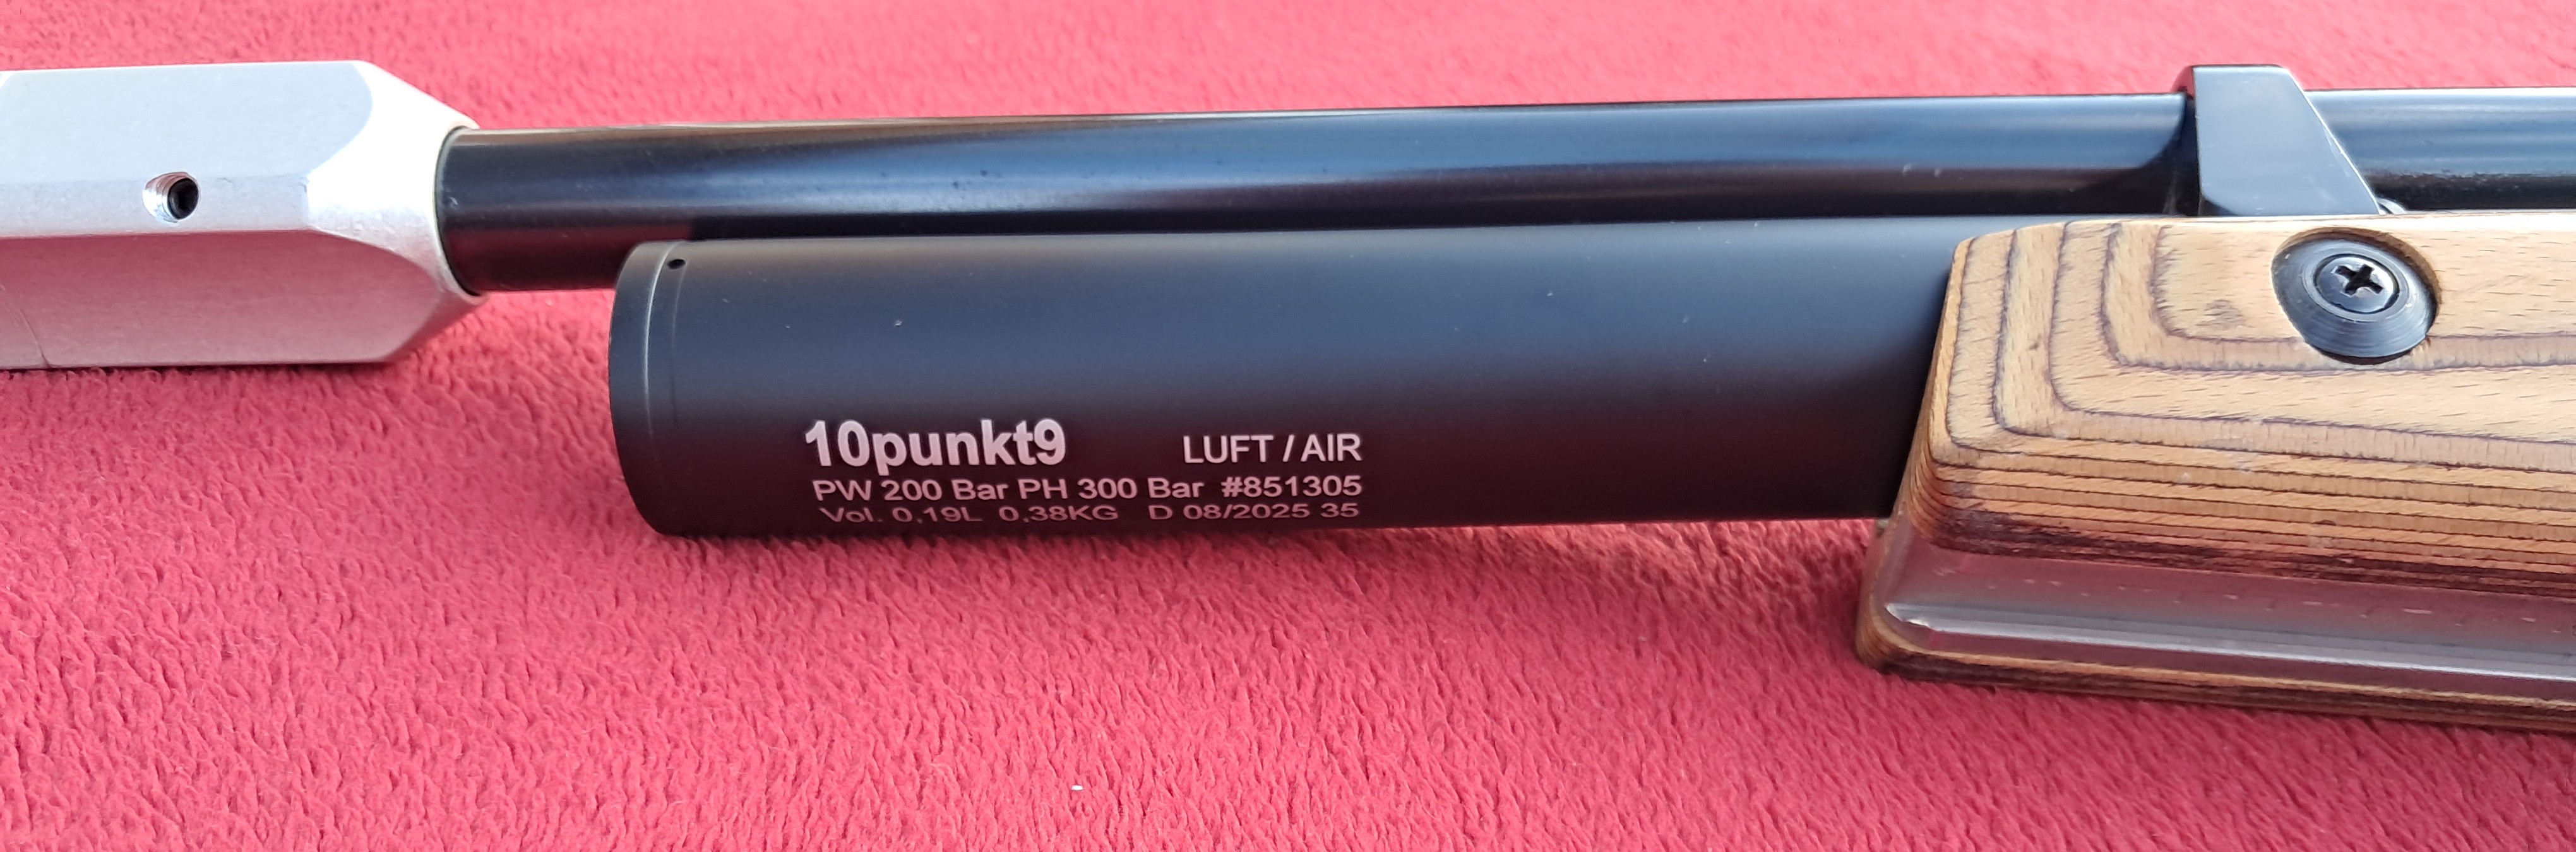 10punkt9 LUFT / AIR
PW 200 Bar PH 300 Bar #851305
Vol. 0,19L 0,38KG D 08/2025 35